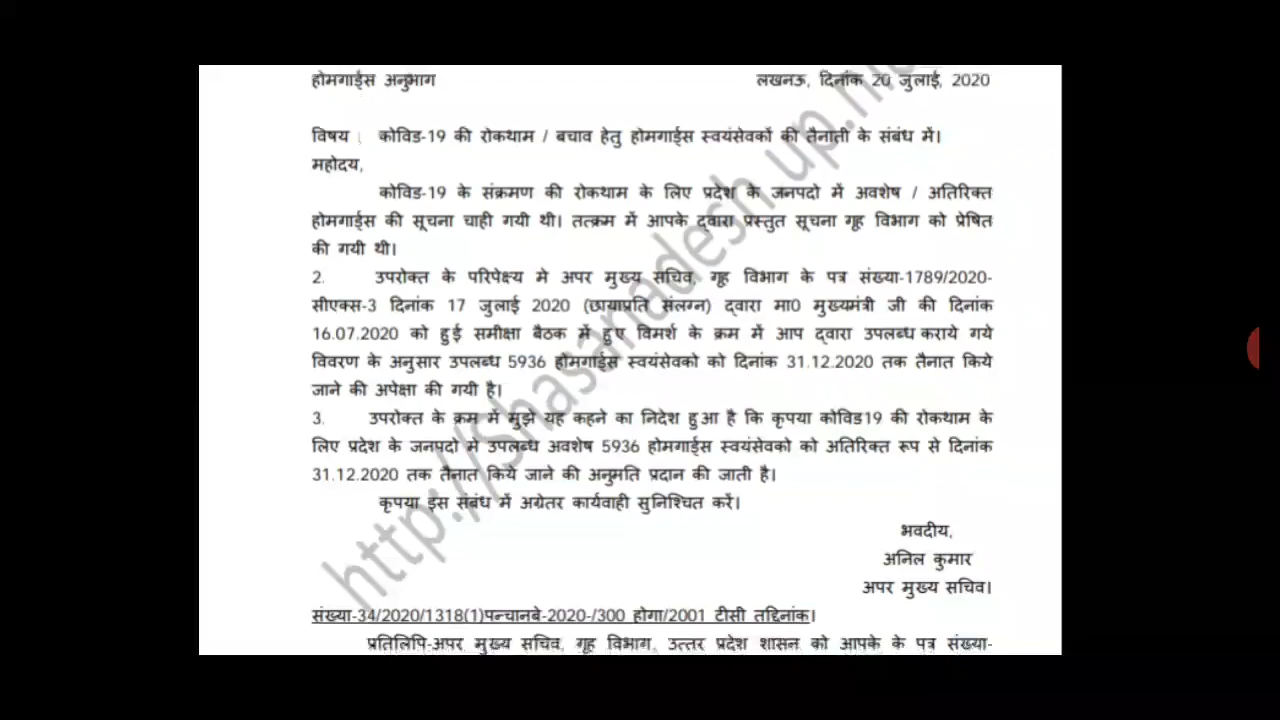 होमगार्ड्स अनुभाग लखनऊ, दिनांक 20 जुलाई, 2020
विषय : कोविड-19 की रोकथाम / बचाव हेतु होमगार्ड्स स्वयंसेवकों की तैनाती के संबंध में।
महोदय,
कोविड-19 के संक्रमण की रोकथाम के लिए प्रदेश के जनपदो में अवशेष / अतिरिक्त
होमगार्ड्स की सूचना चाही गयी थी। तत्क्रम में आपके द्वारा प्रस्तुत सूचना गृह विभाग को प्रेषित
की गयी थी।
2. उपरोक्त के परिपेक्ष्य मे अपर मुख्य सचिव, गृह विभाग के पत्र संख्या-1789/2020-
सीएक्स-3 दिनांक 17 जुलाई 2020 (छायाप्रति संलग्न) द्वारा मा0 मुख्यमंत्री जी की दिनांक
16.07.2020 को हुई समीक्षा बैठक में हुए विमर्श के क्रम में आप द्वारा उपलब्ध कराये गये
विवरण के अनुसार उपलब्ध 5936 होमगार्ड्स स्वयंसेवको को दिनांक 31.12.2020 तक तैनात किये
जाने की अपेक्षा की गयी है।
3. उपरोक्त के क्रम में मुझे यह कहने का निदेश हुआ है कि कृपया कोविड19 की रोकथाम के
लिए प्रदेश के जनपदो में उपलब्ध अवशेष 5936 होमगार्ड्स स्वयंसेवको को अतिरिक्त रूप से दिनांक
31.12.2020 तक तैनात किये जाने की अनुमति प्रदान की जाती है।
कृपया इस संबंध में अग्रेतर कार्यवाही सुनिश्चित करें।
भवदीय,
अनिल कुमार
अपर मुख्य सचिव।
संख्या-34/2020/1318(1)पन्चानबे-2020-/300 होगा/2001 टीसी तद्दिनांक।
प्रतिलिपि-अपर मुख्य सचिव, गृह विभाग, उत्तर प्रदेश शासन को आपके के पत्र संख्या-
http://Shasanadesh.up.nic